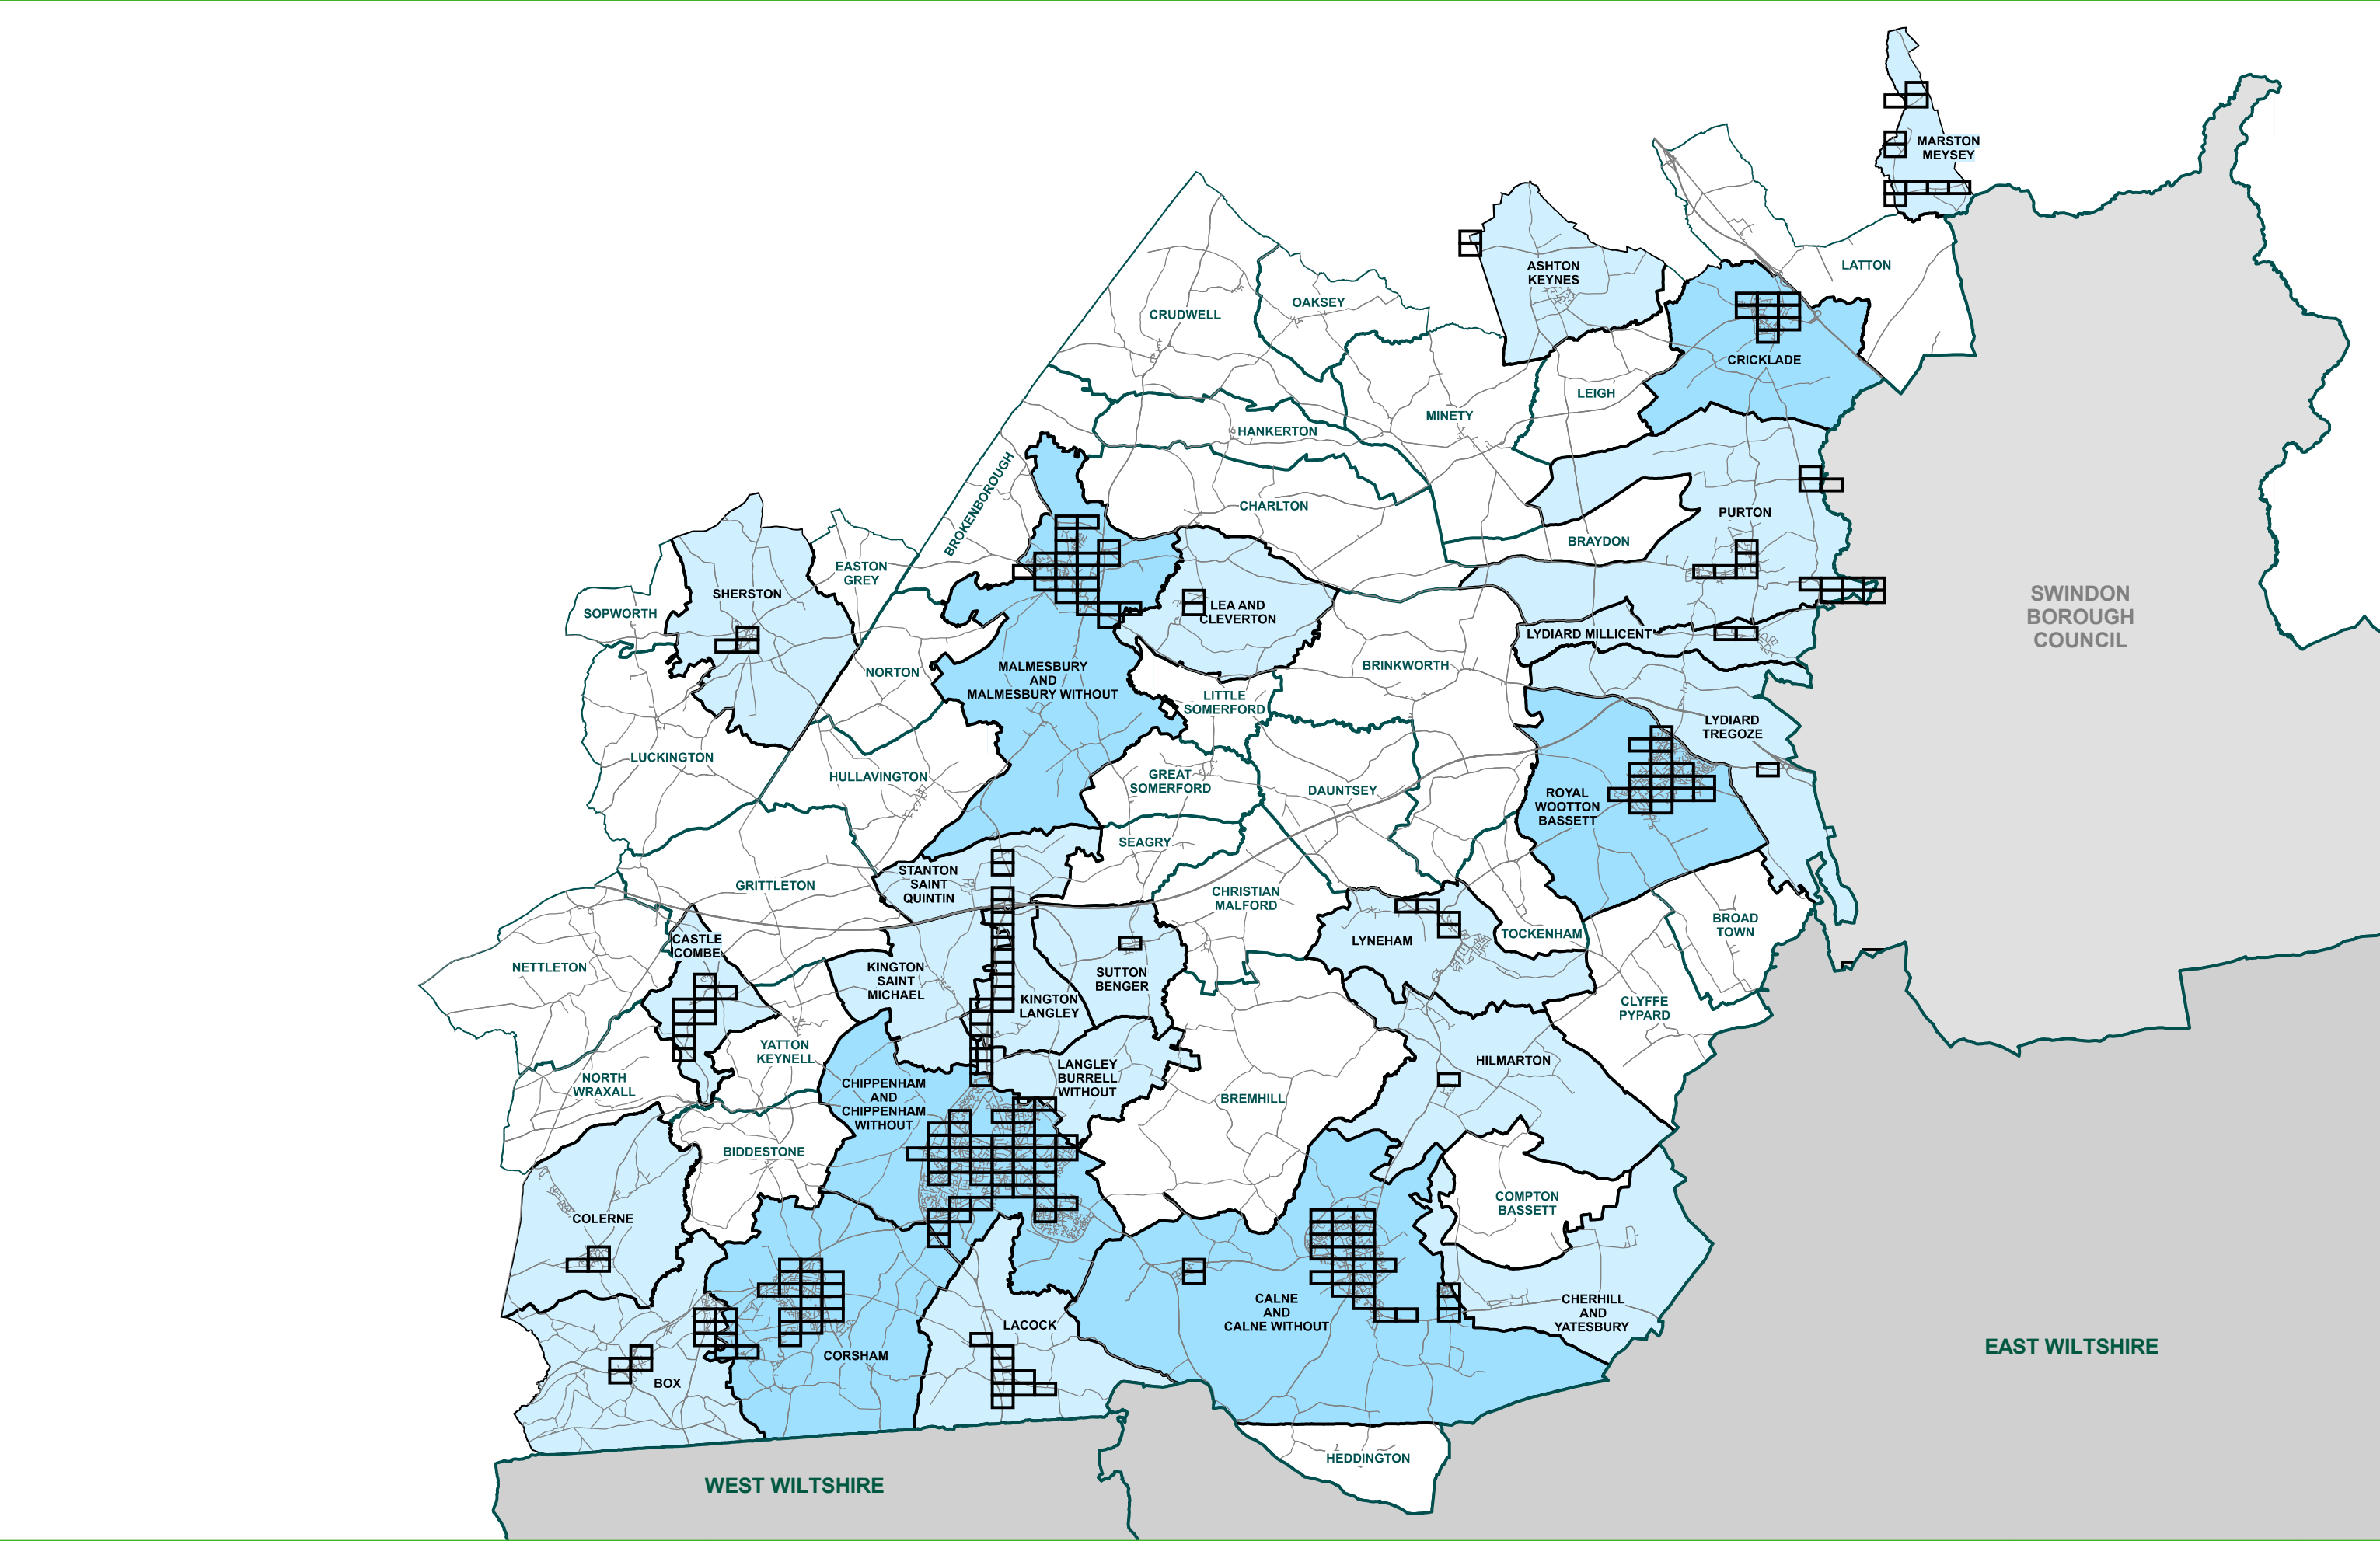 MARSTON
MEYSEY
LATTON
ASHTON
KEYNES
OAKSEY
CRUDWELL
CRICKLADE
LEIGH
MINETY
HANKERTON
BROKENBOROUGH
CHARLTON
PURTON
BRAYDON
EASTON
GREY
SHERSTON
SOPWORTH
LEA AND
CLEVERTON
LYDIARD MILLICENT
SWINDON
BOROUGH
COUNCIL
NORTON
MALMESBURY
AND
MALMESBURY WITHOUT
BRINKWORTH
LITTLE
SOMERFORD
LYDIARD
TREGOZE
LUCKINGTON
HULLAVINGTON
GREAT
SOMERFORD
DAUNTSEY
ROYAL
WOOTTON
BASSETT
SEAGRY
STANTON
SAINT
QUINTIN
GRITTLETON
CHRISTIAN
MALFORD
BROAD
TOWN
LYNEHAM
TOCKENHAM
CASTLE
COMBE
NETTLETON
KINGTON
SAINT
MICHAEL
SUTTON
BENGER
KINGTON
LANGLEY
CLYFFE
PYPARD
YATTON
KEYNELL
HILMARTON
NORTH
WRAXALL
LANGLEY
BURRELL
WITHOUT
CHIPPENHAM
AND
CHIPPENHAM
WITHOUT
BREMHILL
BIDDESTONE
COMPTON
BASSETT
COLERNE
CALNE
AND
CALNE WITHOUT
CHERHILL
AND
YATESBURY
LACOCK
CORSHAM
BOX
EAST WILTSHIRE
HEDDINGTON
WEST WILTSHIRE